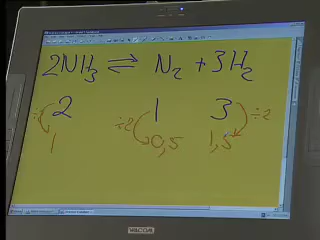 2NH₃ ⇌ N₂ + 3H₂
2 1 3
÷2 ÷2 ÷2
1 0,5 1,5
WACOM